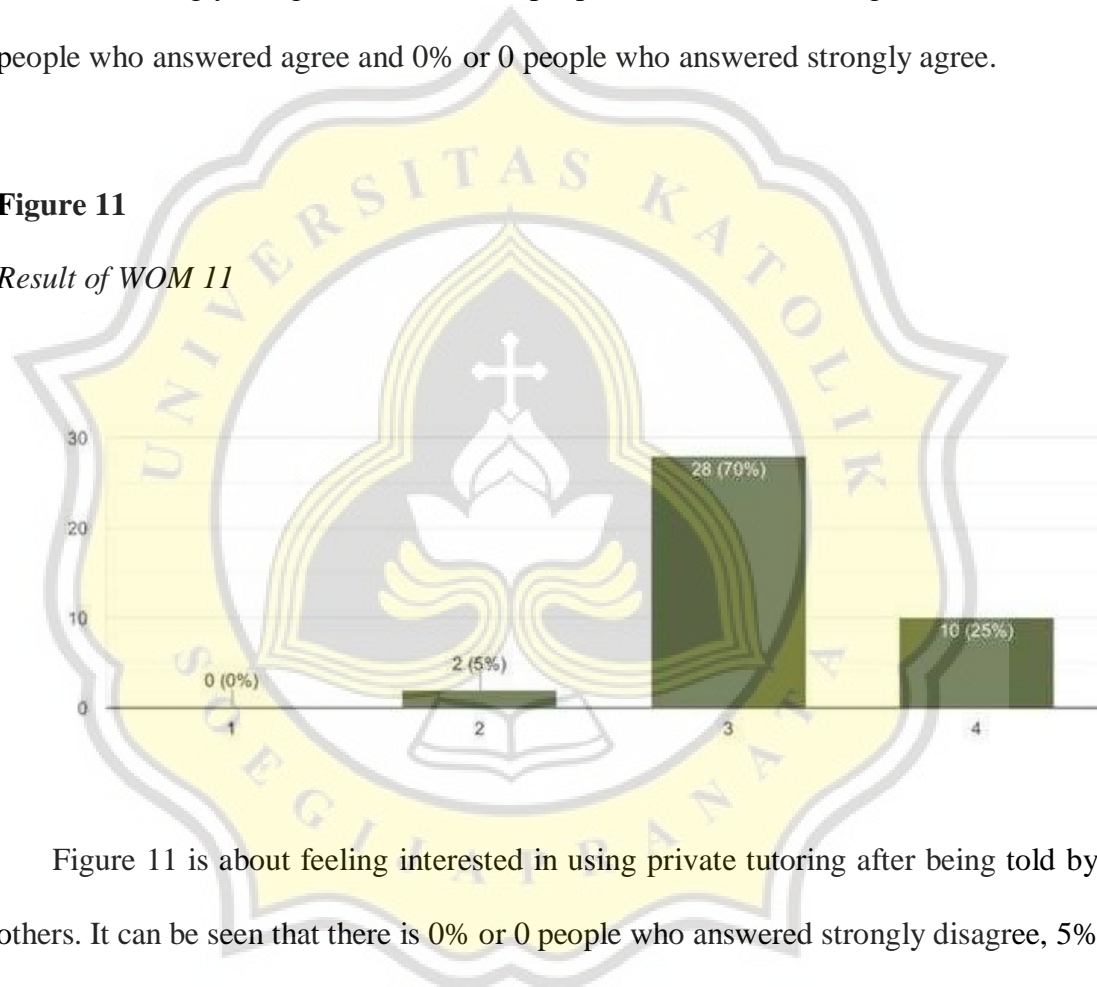 people who answered agree and 0% or 0 people who answered strongly agree.
Figure 11
Result of WOM 11
UNIVERSITAS KATOLIK
SOEGIJAPRANATA
30
20
10
0
0 (0%)
2 (5%)
28 (70%)
10 (25%)
1
2
3
4
Figure 11 is about feeling interested in using private tutoring after being told by
others. It can be seen that there is 0% or 0 people who answered strongly disagree, 5%